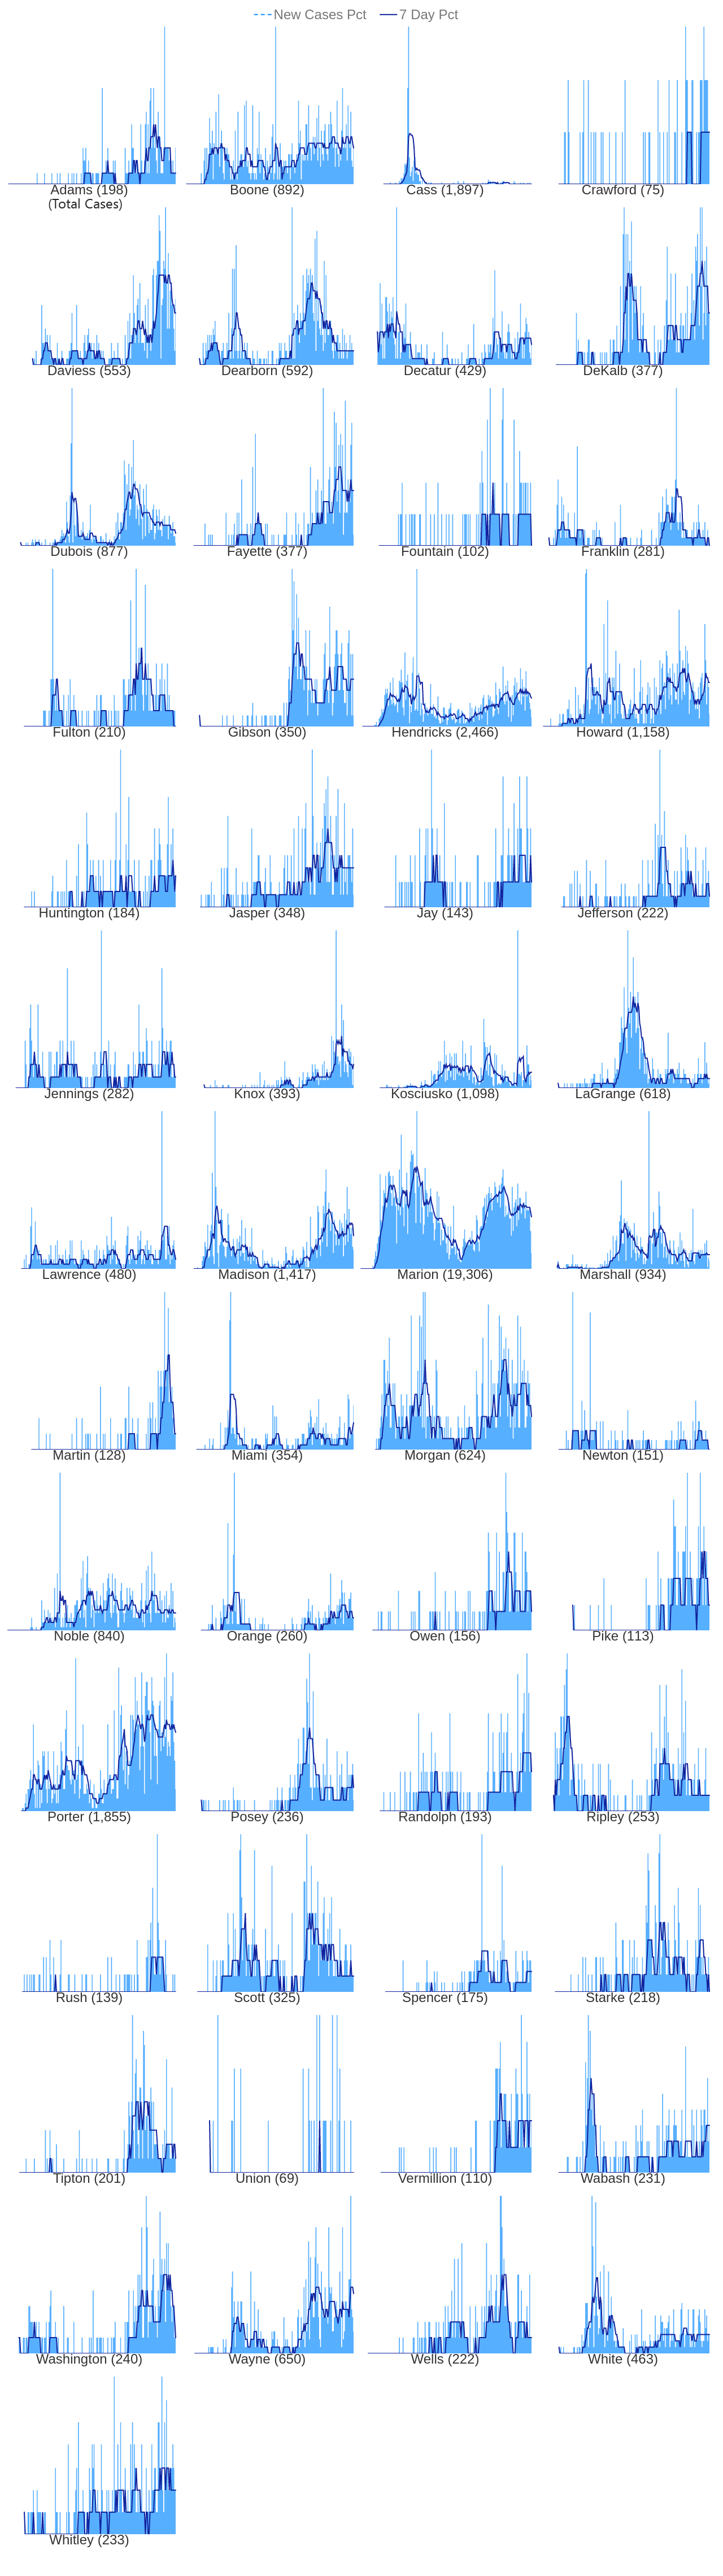 New Cases Pct 7 Day Pct
Adams (198) Boone (892) Cass (1,897) Crawford (75)
(Total Cases)
Daviess (553) Dearborn (592) Decatur (429) DeKalb (377)
Dubois (877) Fayette (377) Fountain (102) Franklin (281)
Fulton (210) Gibson (350) Hendricks (2,466) Howard (1,158)
Huntington (184) Jasper (348) Jay (143) Jefferson (222)
Jennings (282) Knox (393) Kosciusko (1,098) LaGrange (618)
Lawrence (480) Madison (1,417) Marion (19,306) Marshall (934)
Martin (128) Miami (354) Morgan (624) Newton (151)
Noble (840) Orange (260) Owen (156) Pike (113)
Porter (1,855) Posey (236) Randolph (193) Ripley (253)
Rush (139) Scott (325) Spencer (175) Starke (218)
Tipton (201) Union (69) Vermillion (110) Wabash (231)
Washington (240) Wayne (650) Wells (222) White (463)
Whitley (233)